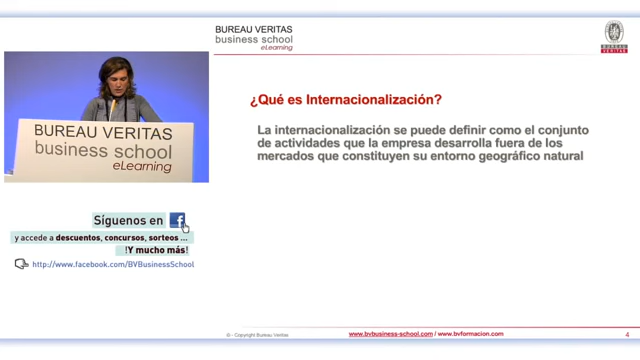 BUREAU VERITAS
business school
eLearning
BUREAU
VERITAS
BUREAU VERITAS
business school
eLearning
¿Qué es Internacionalización?
La internacionalización se puede definir como el conjunto
de actividades que la empresa desarrolla fuera de los
mercados que constituyen su entorno geográfico natural
Síguenos en f
y accede a descuentos, concursos, sorteos ...
!Y mucho más!
http://www.facebook.com/BVBusinessSchool
© - Copyright Bureau Veritas
www.bvbusiness-school.com / www.bvformacion.com
4